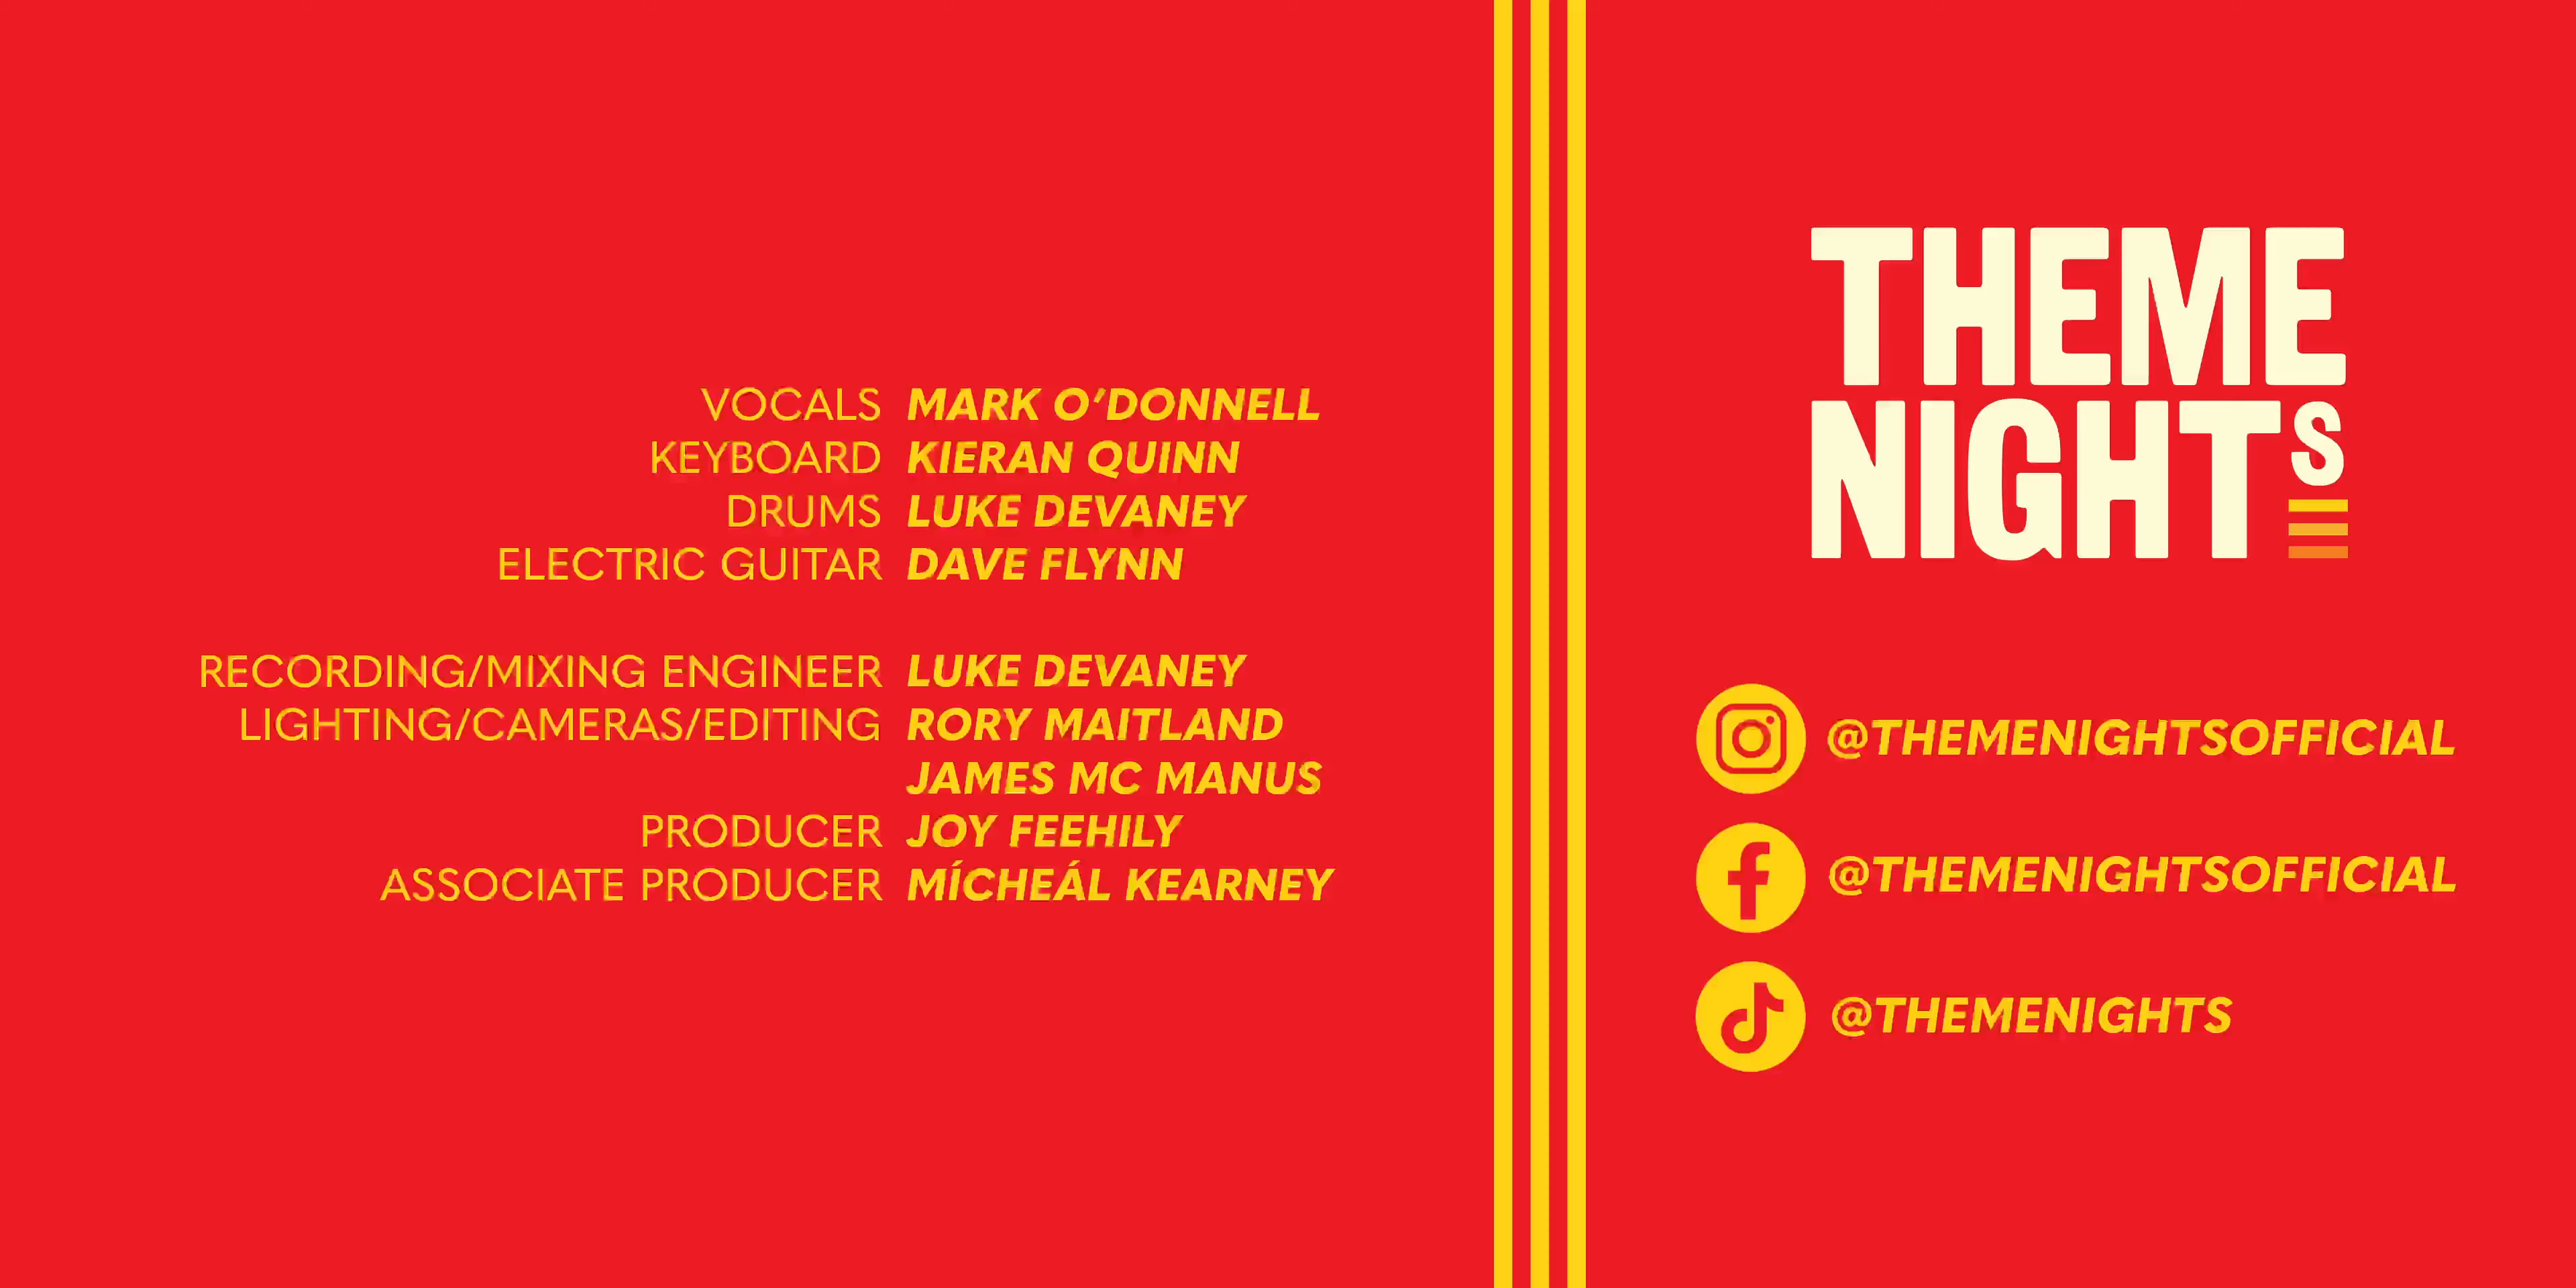 VOCALS MARK O'DONNELL
KEYBOARD KIERAN QUINN
DRUMS LUKE DEVANEY
ELECTRIC GUITAR DAVE FLYNN
RECORDING/MIXING ENGINEER LUKE DEVANEY
LIGHTING/CAMERAS/EDITING RORY MAITLAND
JAMES MC MANUS
PRODUCER JOY FEEHILY
ASSOCIATE PRODUCER MÍCHEÁL KEARNEY
THEME
NIGHTS
@THEMENIGHTSOFFICIAL
@THEMENIGHTSOFFICIAL
@THEMENIGHTS